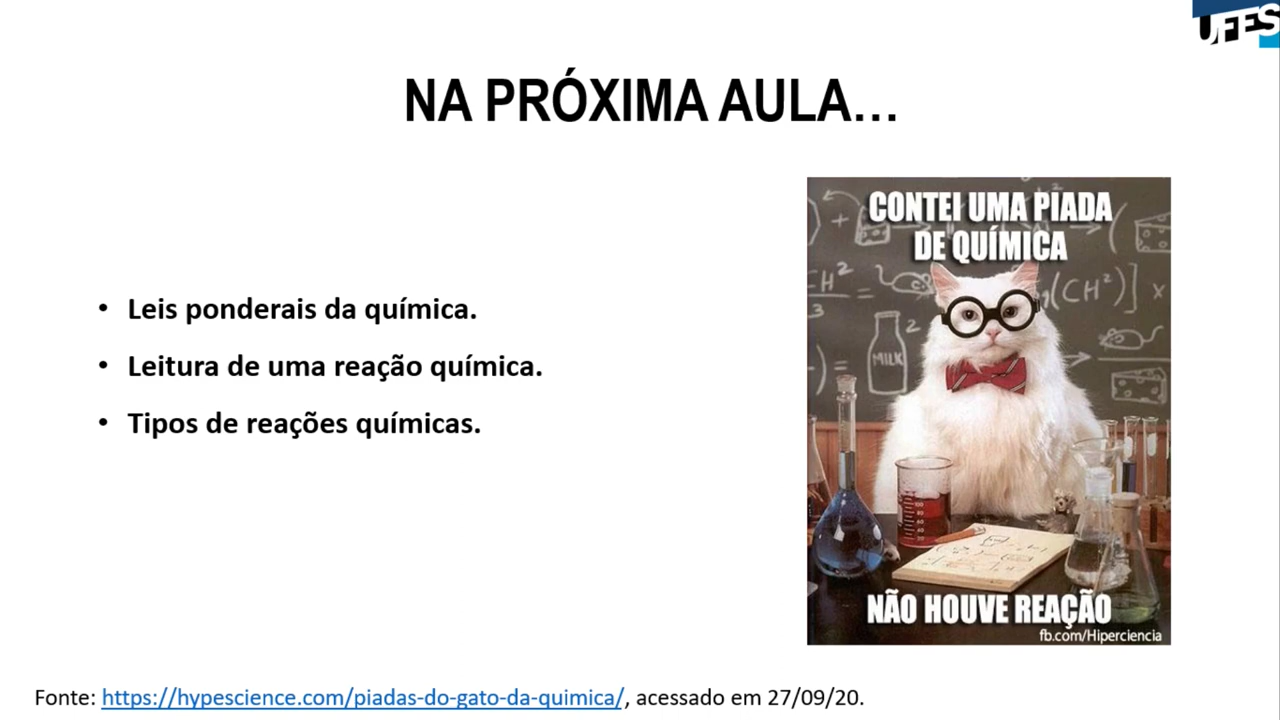 UFES
NA PRÓXIMA AULA...
• Leis ponderais da química.
• Leitura de uma reação química.
• Tipos de reações químicas.
CONTEI UMA PIADA
DE QUÍMICA
MILK
NÃO HOUVE REAÇÃO
fb.com/Hiperciencia
Fonte: https://hypescience.com/piadas-do-gato-da-quimica/, acessado em 27/09/20.